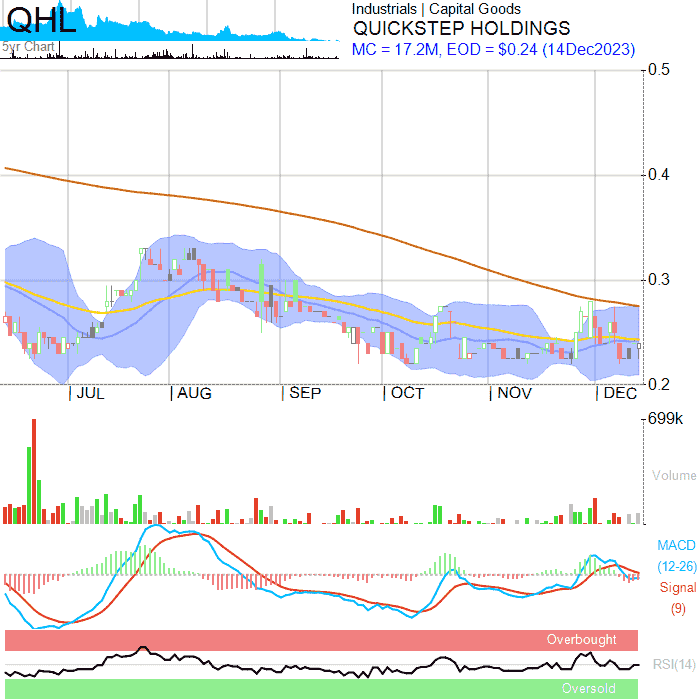 QHL
5yr Chart
Industrials | Capital Goods
QUICKSTEP HOLDINGS
MC = 17.2M, EOD = $0.24 (14Dec2023)
0.5
0.4
0.3
0.2
JUL AUG SEP OCT NOV DEC
699k
Volume
MACD
(12-26)
Signal
(9)
Overbought
RSI(14)
Oversold